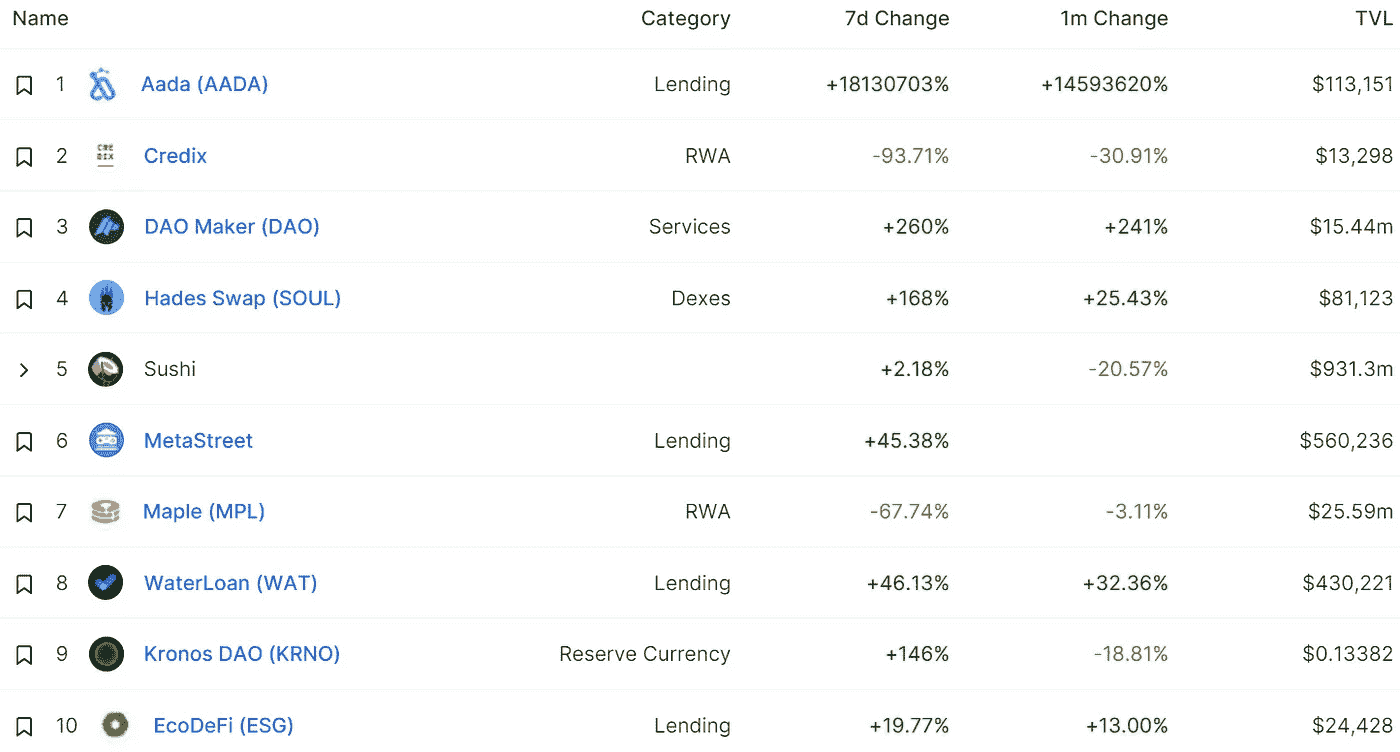 Name Category 7d Change 1m Change TVL
1 Aada (AADA) Lending +18130703% +14593620% $113,151
2 CRE DIX Credix RWA -93.71% -30.91% $13,298
3 DAO Maker (DAO) Services +260% +241% $15.44m
4 Hades Swap (SOUL) Dexes +168% +25.43% $81,123
5 Sushi +2.18% -20.57% $931.3m
6 MetaStreet Lending +45.38% $560,236
7 Maple (MPL) RWA -67.74% -3.11% $25.59m
8 WaterLoan (WAT) Lending +46.13% +32.36% $430,221
9 Kronos DAO (KRNO) Reserve Currency +146% -18.81% $0.13382
10 EcoDeFi (ESG) Lending +19.77% +13.00% $24,428